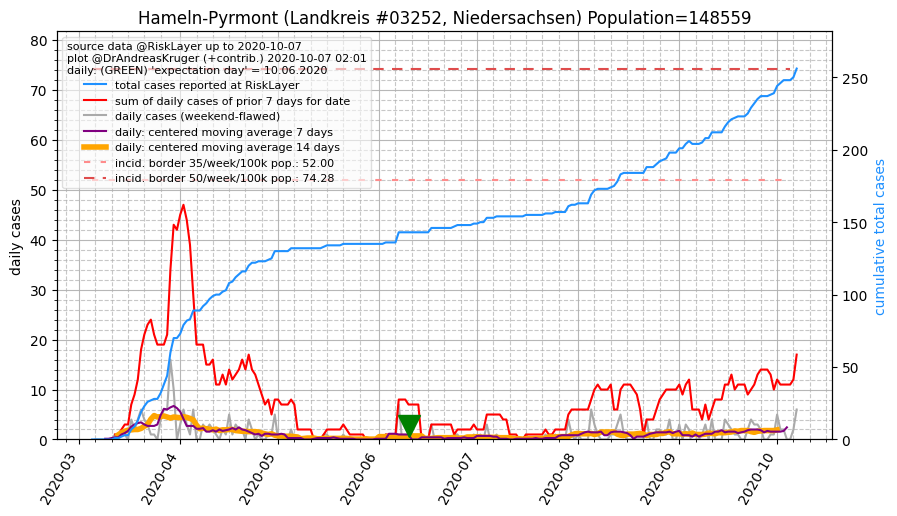 Hameln-Pyrmont (Landkreis #03252, Niedersachsen) Population=148559
source data @RiskLayer up to 2020-10-07
plot @DrAndreasKruger (+contrib.) 2020-10-07 02:01
daily: (GREEN) 'expectation day' = 10.06.2020
total cases reported at RiskLayer
sum of daily cases of prior 7 days for date
daily cases (weekend-flawed)
daily: centered moving average 7 days
daily: centered moving average 14 days
incid. border 35/week/100k pop.: 52.00
incid. border 50/week/100k pop.: 74.28
daily cases
80
70
60
50
40
30
20
10
0
cumulative total cases
250
200
150
100
50
0
2020-03
2020-04
2020-05
2020-06
2020-07
2020-08
2020-09
2020-10